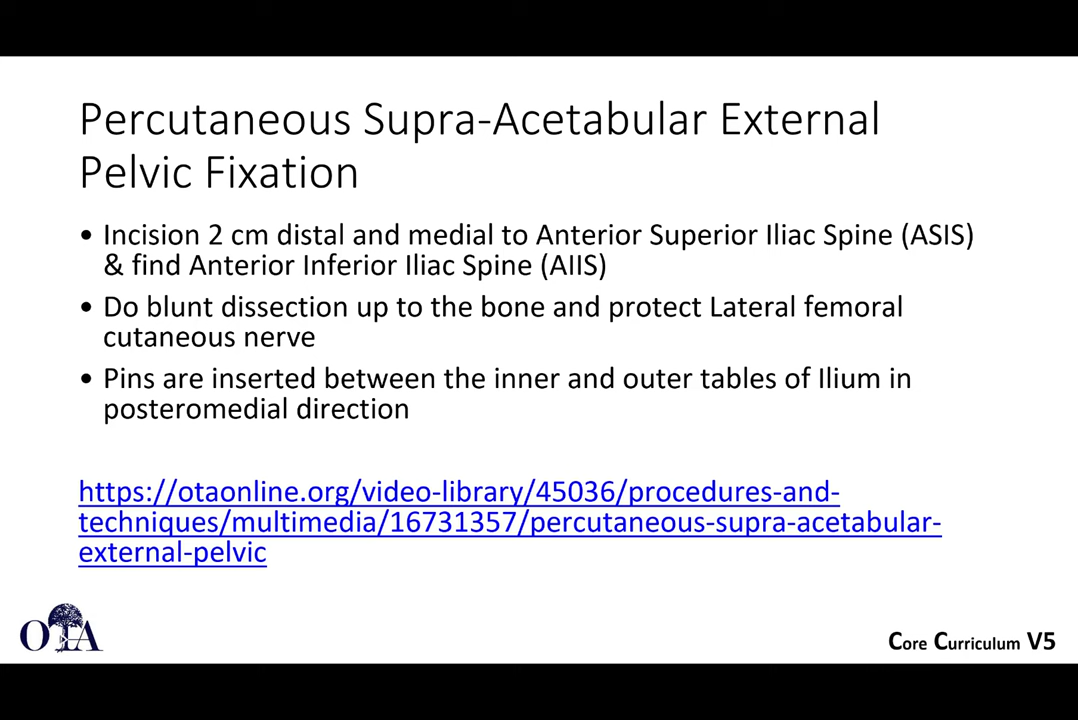 Percutaneous Supra-Acetabular External
Pelvic Fixation
• Incision 2 cm distal and medial to Anterior Superior Iliac Spine (ASIS)
& find Anterior Inferior Iliac Spine (AIIS)
• Do blunt dissection up to the bone and protect Lateral femoral
cutaneous nerve
• Pins are inserted between the inner and outer tables of Ilium in
posteromedial direction
https://otaonline.org/video-library/45036/procedures-and-
techniques/multimedia/16731357/percutaneous-supra-acetabular-
external-pelvic
OTA
Core Curriculum V5